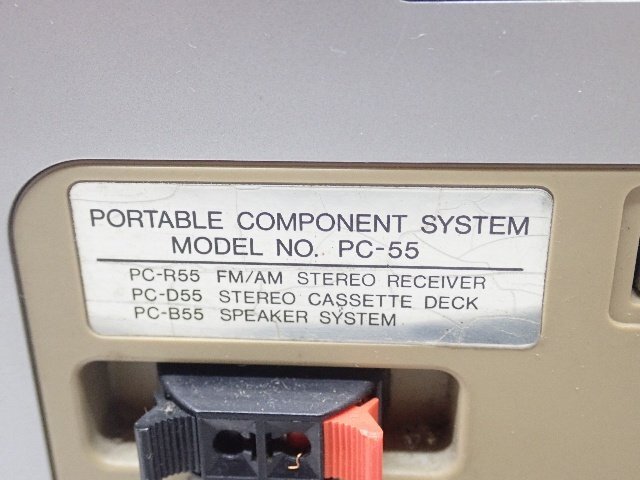 PORTABLE COMPONENT SYSTEM
MODEL NO. PC-55
PC-R55 FM/AM STEREO RECEIVER
PC-D55 STEREO CASSETTE DECK
PC-B55 SPEAKER SYSTEM